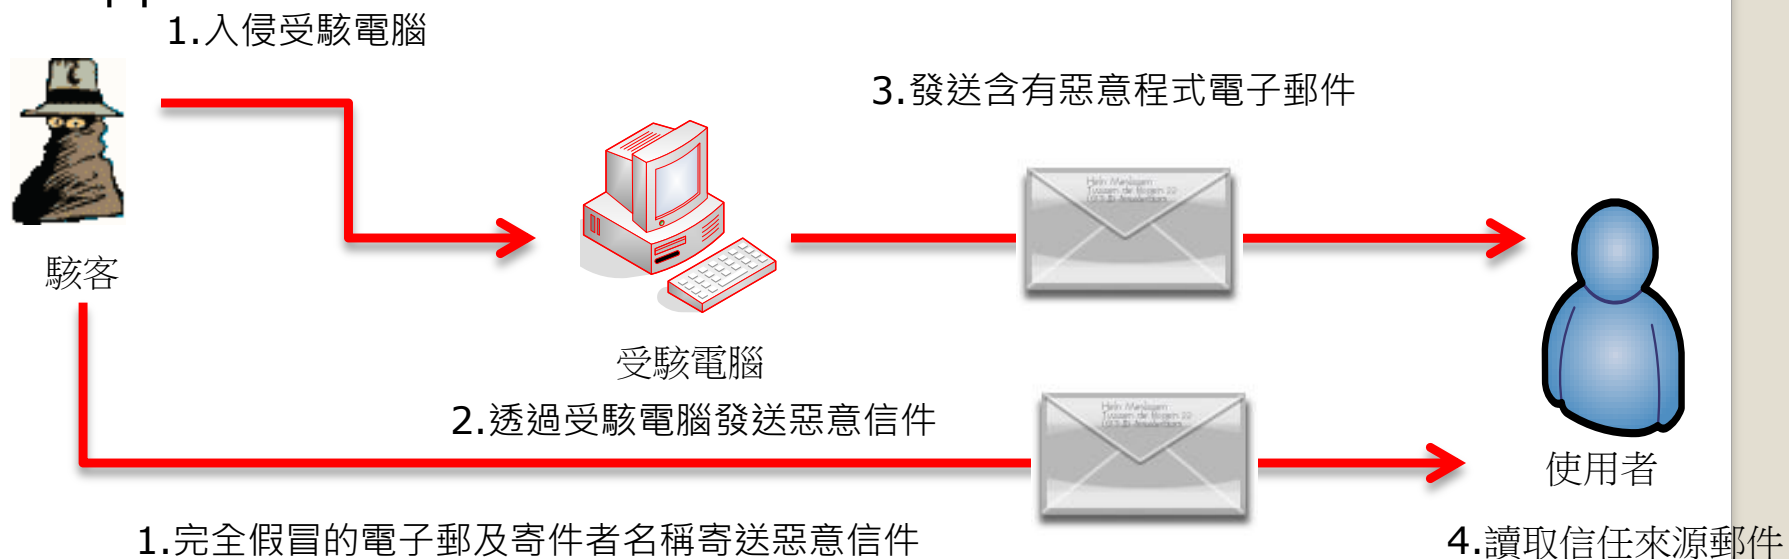 1.入侵受駭電腦
3.發送含有惡意程式電子郵件
駭客
受駭電腦
2.透過受駭電腦發送惡意信件
使用者
1.完全假冒的電子郵及寄件者名稱寄送惡意信件
4.讀取信任來源郵件